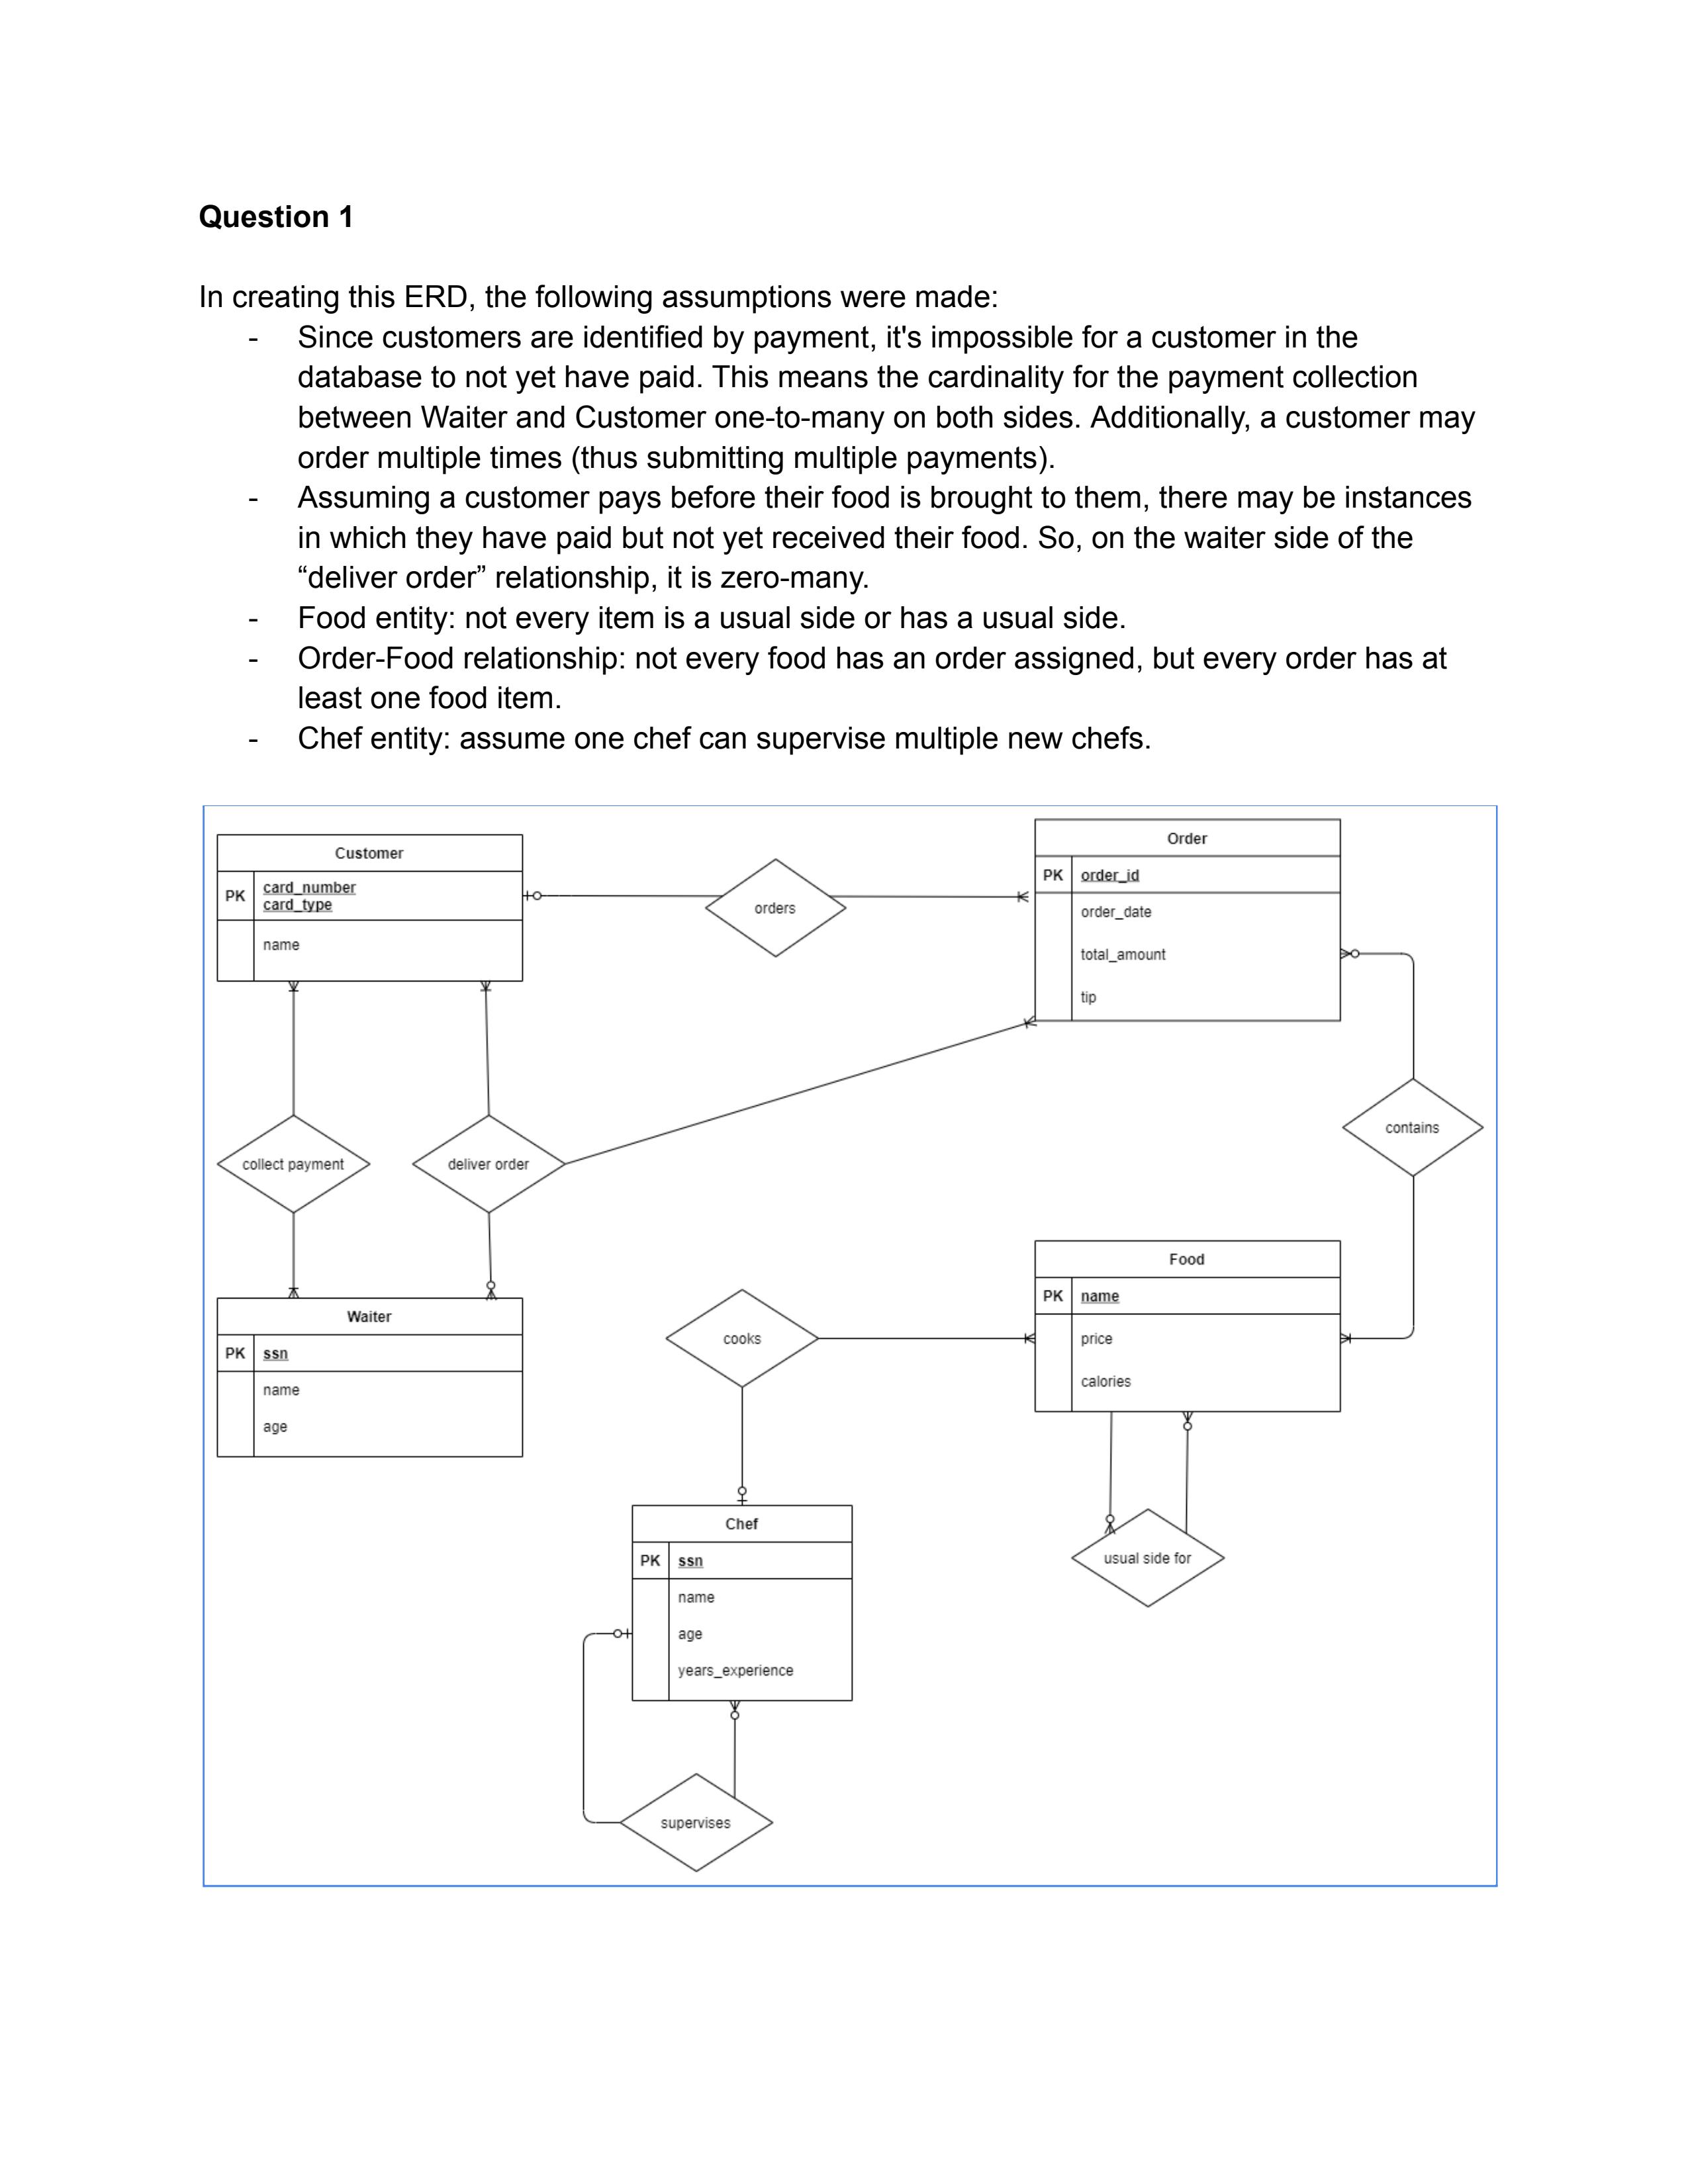 Question 1
In creating this ERD, the following assumptions were made:
- Since customers are identified by payment, it's impossible for a customer in the
database to not yet have paid. This means the cardinality for the payment collection
between Waiter and Customer one-to-many on both sides. Additionally, a customer may
order multiple times (thus submitting multiple payments).
- Assuming a customer pays before their food is brought to them, there may be instances
in which they have paid but not yet received their food. So, on the waiter side of the
“deliver order” relationship, it is zero-many.
- Food entity: not every item is a usual side or has a usual side.
- Order-Food relationship: not every food has an order assigned, but every order has at
least one food item.
- Chef entity: assume one chef can supervise multiple new chefs.
Customer
PK
card_number
card_type
name
orders
Order
PK
order_id
order_date
total_amount
tip
collect payment
deliver order
contains
Waiter
PK
ssn
name
age
cooks
Food
PK
name
price
calories
Chef
PK
ssn
name
age
years_experience
usual side for
supervises